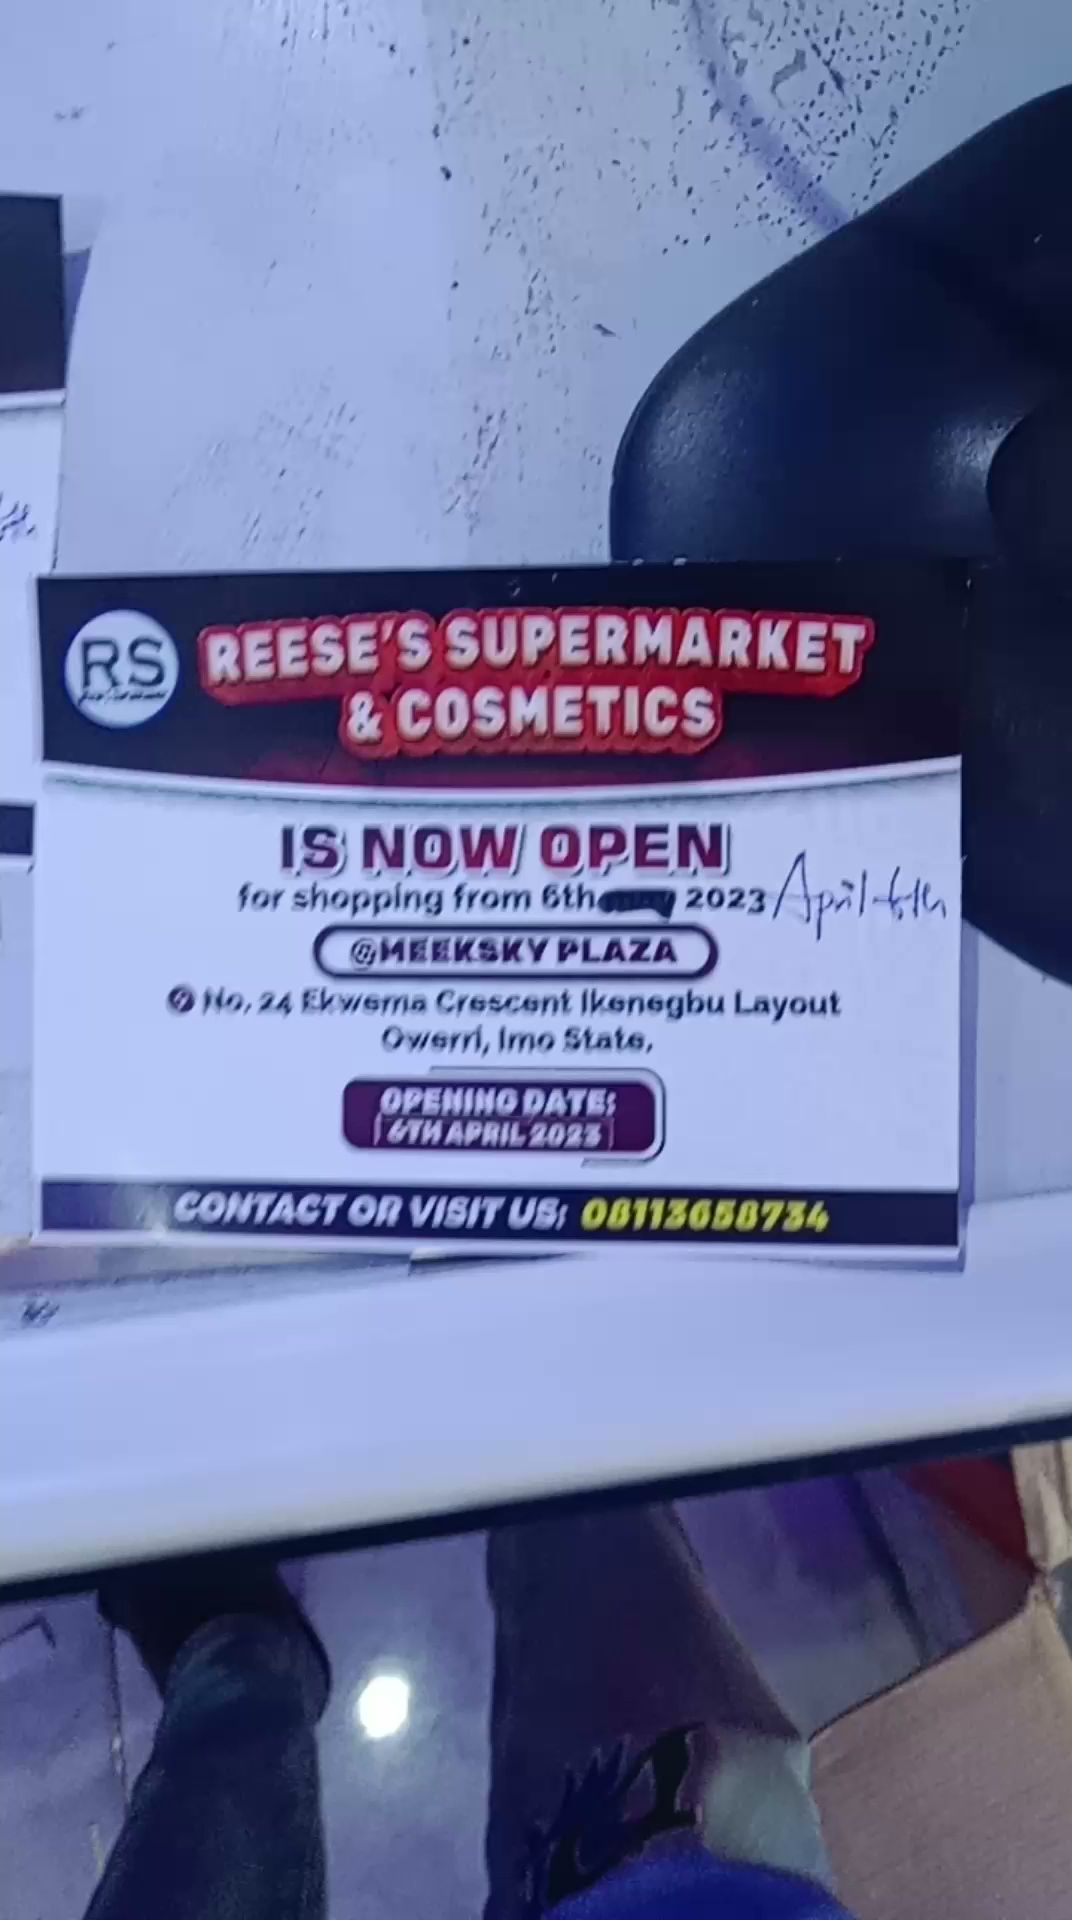 RS
REESE'S SUPERMARKET
& COSMETICS
IS NOW OPEN
for shopping from 6th 2023 April 6th
@MEEKSKY PLAZA
No. 24 Ekwema Crescent Ikenegbu Layout
Owerri, Imo State.
OPENING DATE:
6TH APRIL 2023
CONTACT OR VISIT US: 08113658734